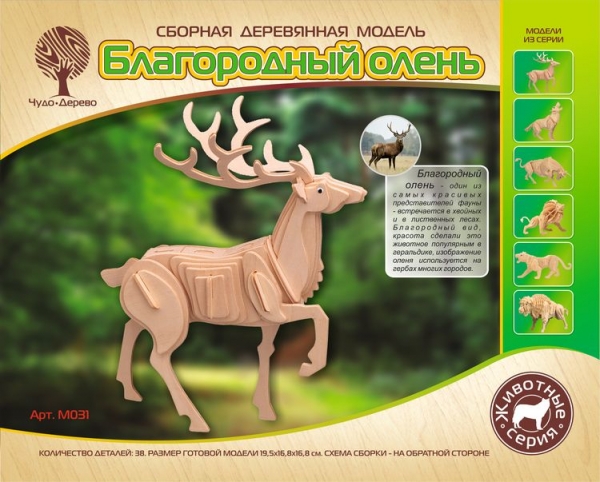 СБОРНАЯ ДЕРЕВЯННАЯ МОДЕЛЬ
Благородный олень
Чудо-Дерево
МОДЕЛИ
ИЗ СЕРИИ
Благородный
олень - один из
самых красивых
представителей фауны
- встречается в хвойных
и в лиственных лесах.
Благородный вид,
красота сделали это
животное популярным в
геральдике, изображение
оленя используется на
гербах многих городов.
Арт. М031
Животные
серия
КОЛИЧЕСТВО ДЕТАЛЕЙ: 38. РАЗМЕР ГОТОВОЙ МОДЕЛИ 19,5х16,8х16,8 см. СХЕМА СБОРКИ - НА ОБРАТНОЙ СТОРОНЕ